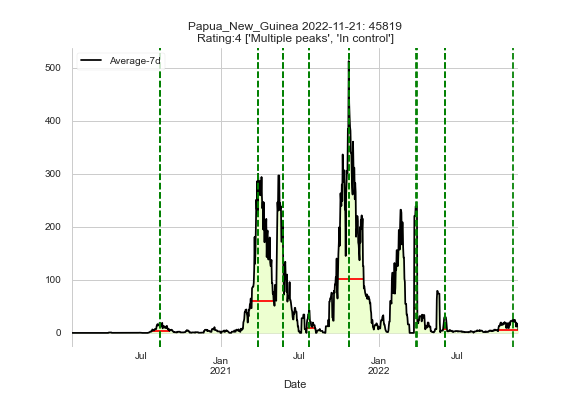 Papua_New_Guinea 2022-11-21: 45819
Rating:4 ['Multiple peaks', 'In control']
Average-7d
500
400
300
200
100
0
Jul
Jan
2021
Jul
Jan
2022
Jul
Date